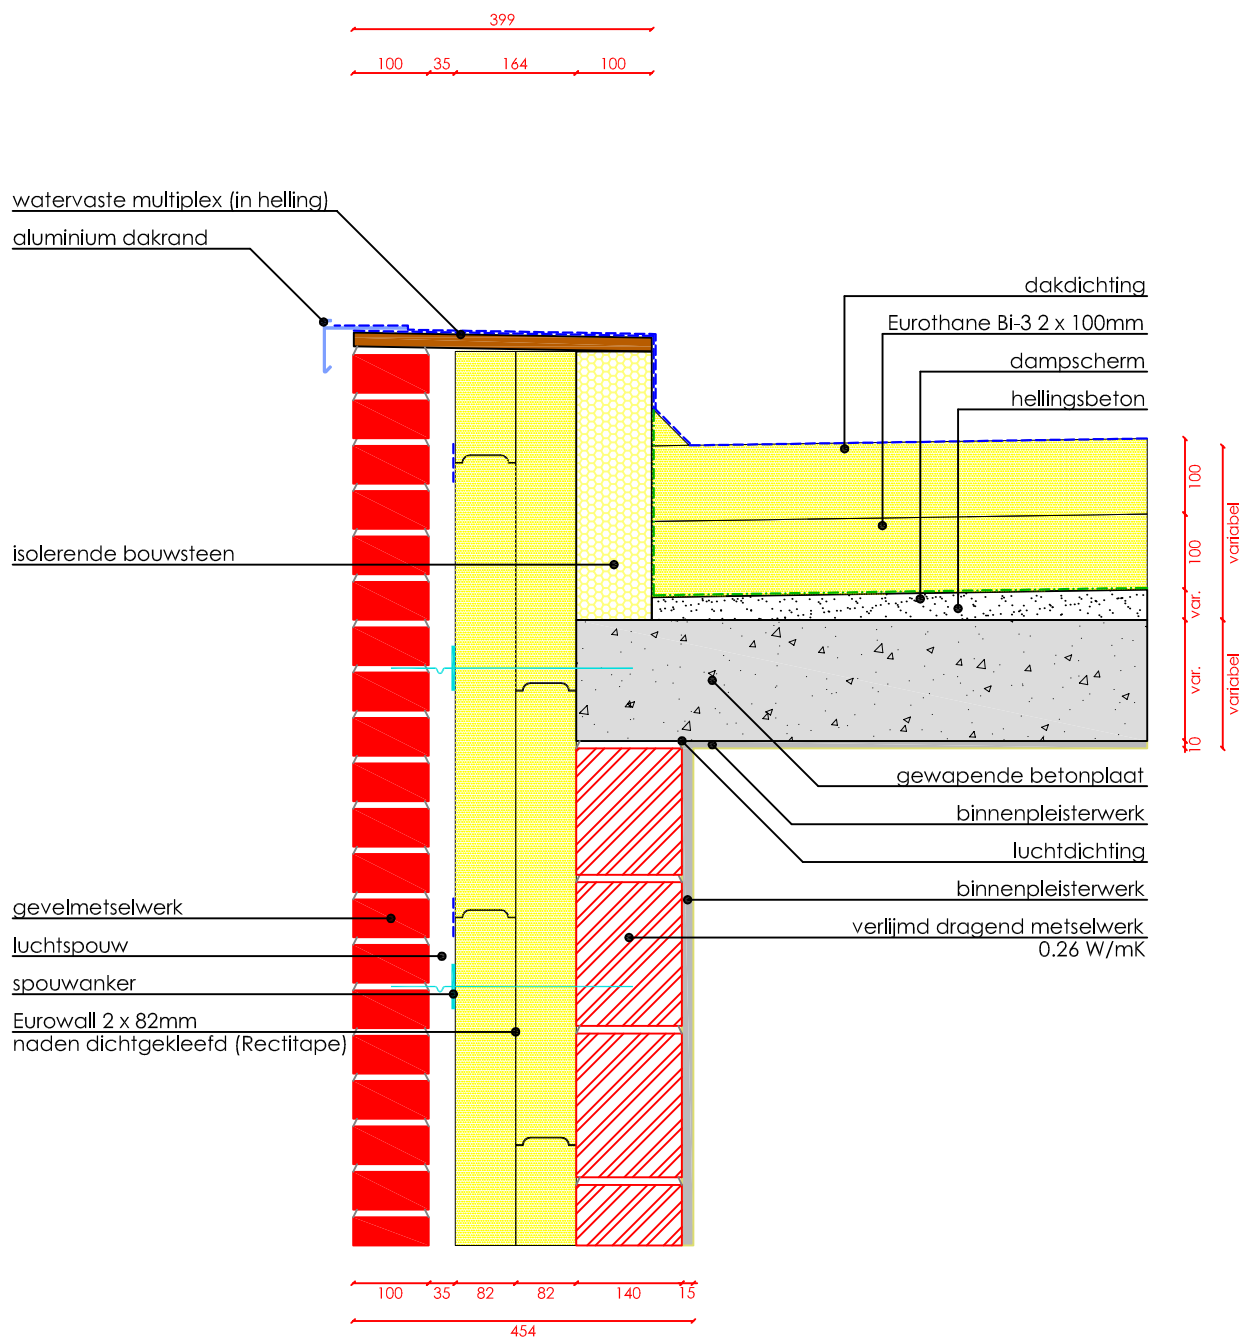 399
100 35 164 100
watervaste multiplex (in helling)
aluminium dakrand
dakdichting
Eurothane Bi-3 2 x 100mm
dampscherm
hellingsbeton
isolerende bouwsteen
100
100
var.
variabel
var.
variabel
10
gewapende betonplaat
binnenpleisterwerk
luchtdichting
binnenpleisterwerk
verlijmd dragend metselwerk
0.26 W/mK
gevelmetselwerk
luchtspouw
spouwanker
Eurowall 2 x 82mm
naden dichtgekleefd (Rectitape)
100 35 82 82 140 15
454